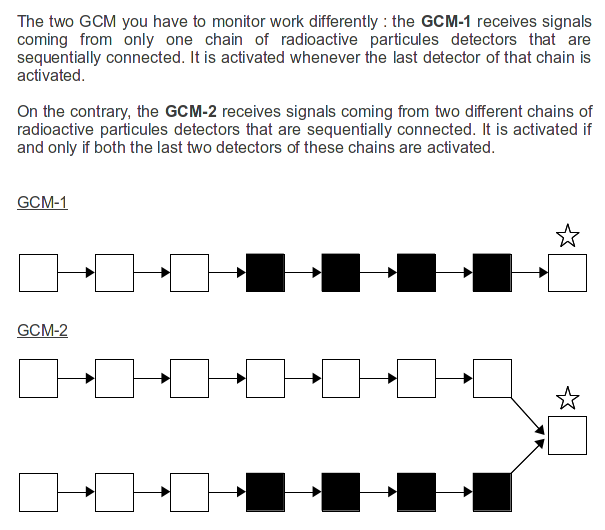 The two GCM you have to monitor work differently : the GCM-1 receives signals
coming from only one chain of radioactive particules detectors that are
sequentially connected. It is activated whenever the last detector of that chain is
activated.
On the contrary, the GCM-2 receives signals coming from two different chains of
radioactive particules detectors that are sequentially connected. It is activated if
and only if both the last two detectors of these chains are activated.
GCM-1
GCM-2